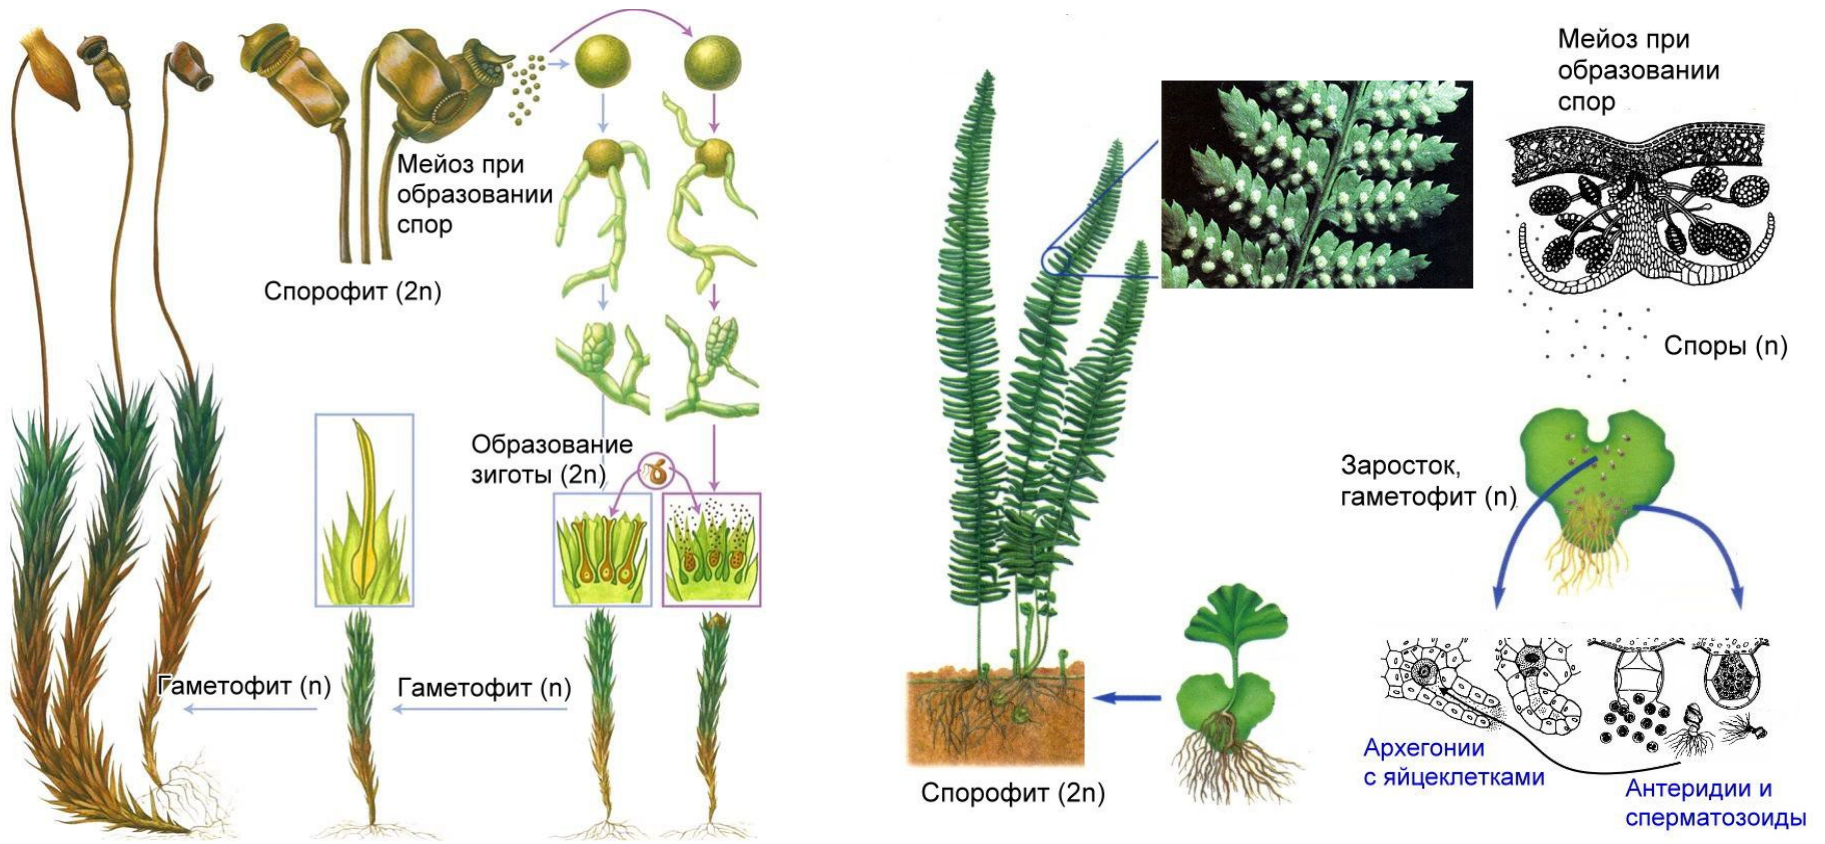 Мейоз при
образовании
спор
Спорофит (2n)
Образование
зиготы (2n)
Гаметофит (n)
Гаметофит (n)
Мейоз при
образовании
спор
Споры (n)
Заросток,
гаметофит (n)
Спорофит (2n)
Архегонии
с яйцеклетками
Антеридии и
сперматозоиды